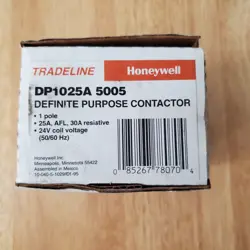 TRADELINE Honeywell
DP1025A 5005
DEFINITE PURPOSE CONTACTOR
• 1 pole
• 25A, AFL, 30A resistive
• 24V coil voltage
(50/60 Hz)
Honeywell Inc.
Minneapolis, Minnesota 55422
Assembled in Mexico
0 85267 78070 4